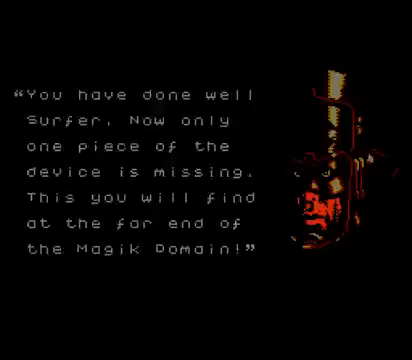 “You have done well
Surfer. Now only
one piece of the
device is missing.
This you will find
at the far end of
the Magik Domain!”